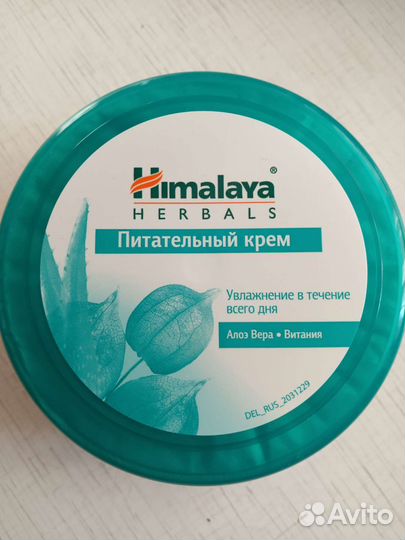 Himalaya®
HERBALS
Питательный крем
Увлажнение в течение
всего дня
Алоэ Вера • Витания
DEL_RUS_2031229
Avito